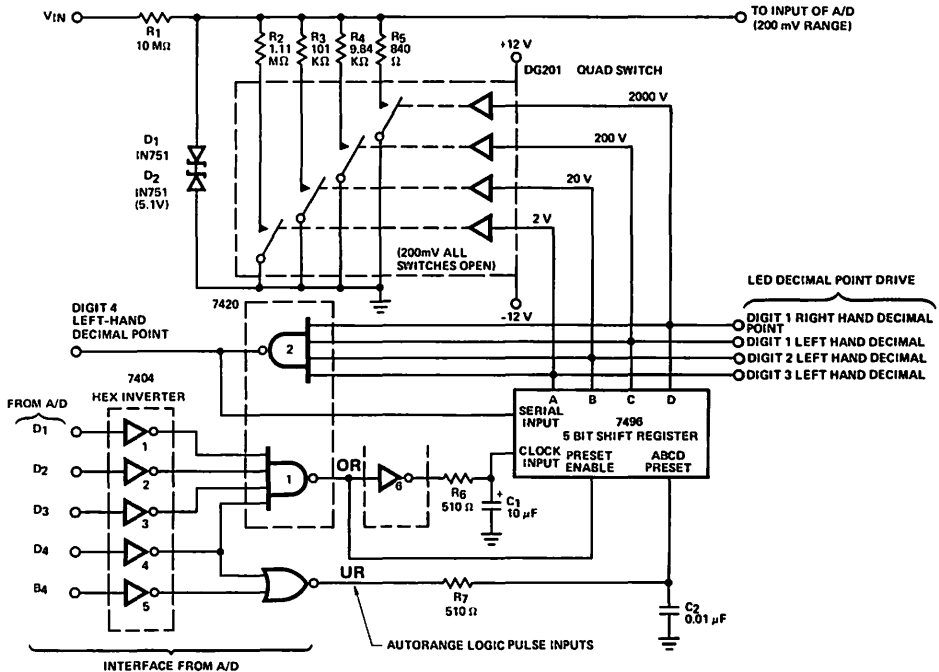 VIN
R1
10 MΩ
R2
1.11
MΩ
R3
101
KΩ
R4
9.84
KΩ
R5
840
Ω
TO INPUT OF A/D
(200 mV RANGE)
+12 V
DG201 QUAD SWITCH
2000 V
200 V
20 V
2 V
D1
IN751
D2
IN751
(5.1V)
(200mV ALL
SWITCHES OPEN)
-12 V
7420
DIGIT 4
LEFT-HAND
DECIMAL POINT
2
LED DECIMAL POINT DRIVE
DIGIT 1 RIGHT HAND DECIMAL
POINT
DIGIT 1 LEFT HAND DECIMAL
DIGIT 2 LEFT HAND DECIMAL
DIGIT 3 LEFT HAND DECIMAL
7404
HEX INVERTER
FROM A/D
D1
1
D2
2
D3
3
D4
4
B4
5
1
OR
6
R6
510 Ω
+
C1
10 µF
A B C D
SERIAL
INPUT
7496
5 BIT SHIFT REGISTER
CLOCK
INPUT
PRESET
ENABLE
ABCD
PRESET
UR
R7
510 Ω
C2
0.01 µF
AUTORANGE LOGIC PULSE INPUTS
INTERFACE FROM A/D